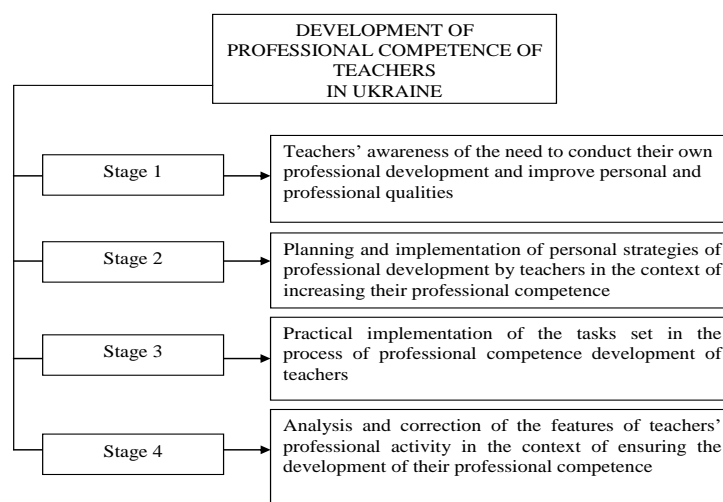 DEVELOPMENT OF
PROFESSIONAL COMPETENCE OF
TEACHERS
IN UKRAINE
Stage 1
Teachers’ awareness of the need to conduct their own
professional development and improve personal and
professional qualities
Stage 2
Planning and implementation of personal strategies of
professional development by teachers in the context of
increasing their professional competence
Stage 3
Practical implementation of the tasks set in the
process of professional competence development of
teachers
Stage 4
Analysis and correction of the features of teachers’
professional activity in the context of ensuring the
development of their professional competence